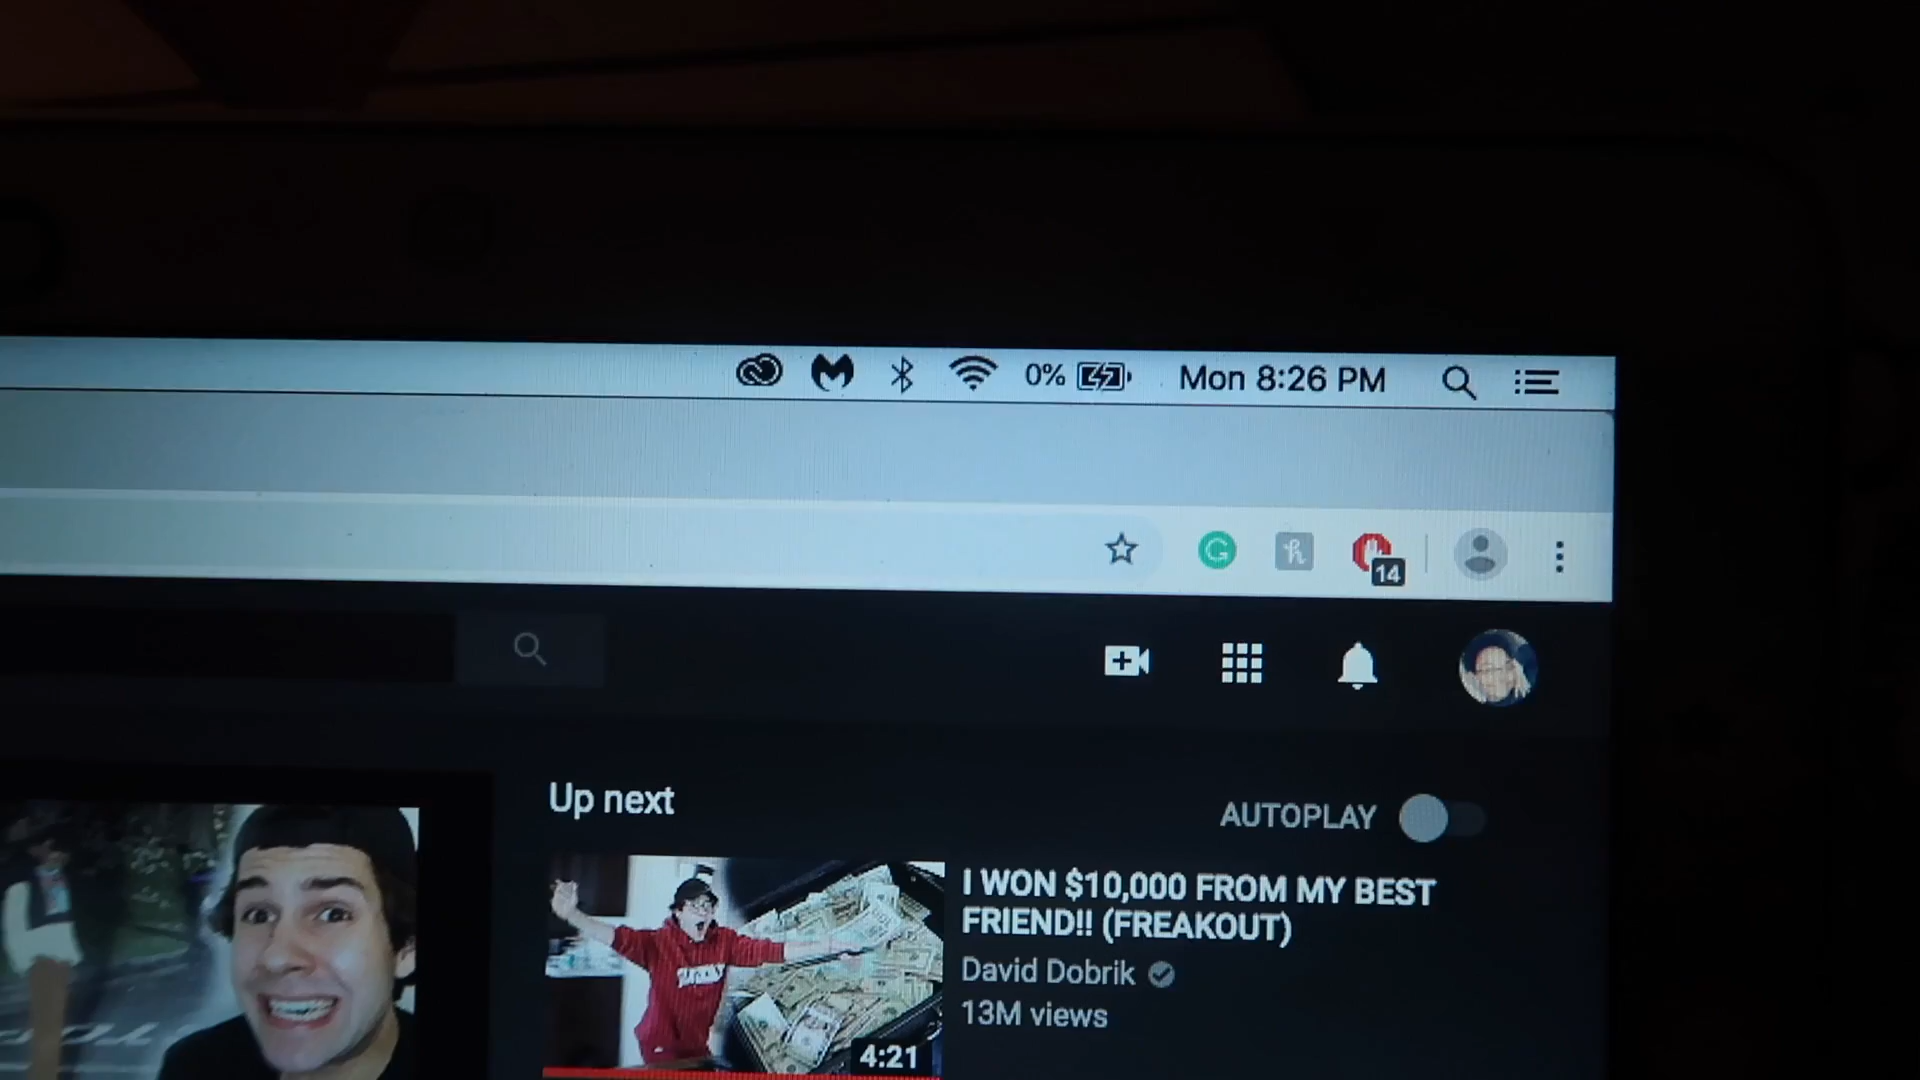 0%
Mon 8:26 PM
14
Up next
AUTOPLAY
I WON $10,000 FROM MY BEST
FRIEND!! (FREAKOUT)
David Dobrik
13M views
4:21